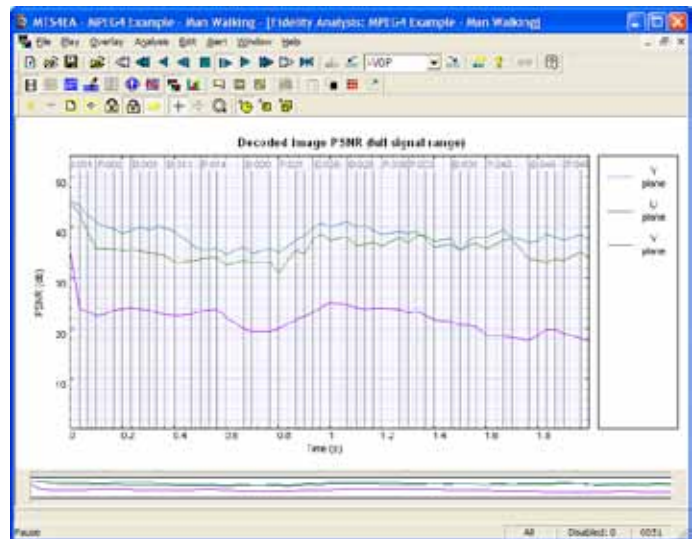 MTS4EA - MPEG4 Example - Man Walking - [Fidelity Analysis: MPEG4 Example - Man Walking]
File Play Overlay Analysis Edit Alert Window Help
I-VOP
Decoded Image PSNR (full signal range)
50
40
30
20
10
PSNR (db)
0 0.2 0.4 0.6 0.8 1 1.2 1.4 1.6 1.8
Time (s)
Y
plane
U
plane
V
plane
Pause All Disabled: 0 0031